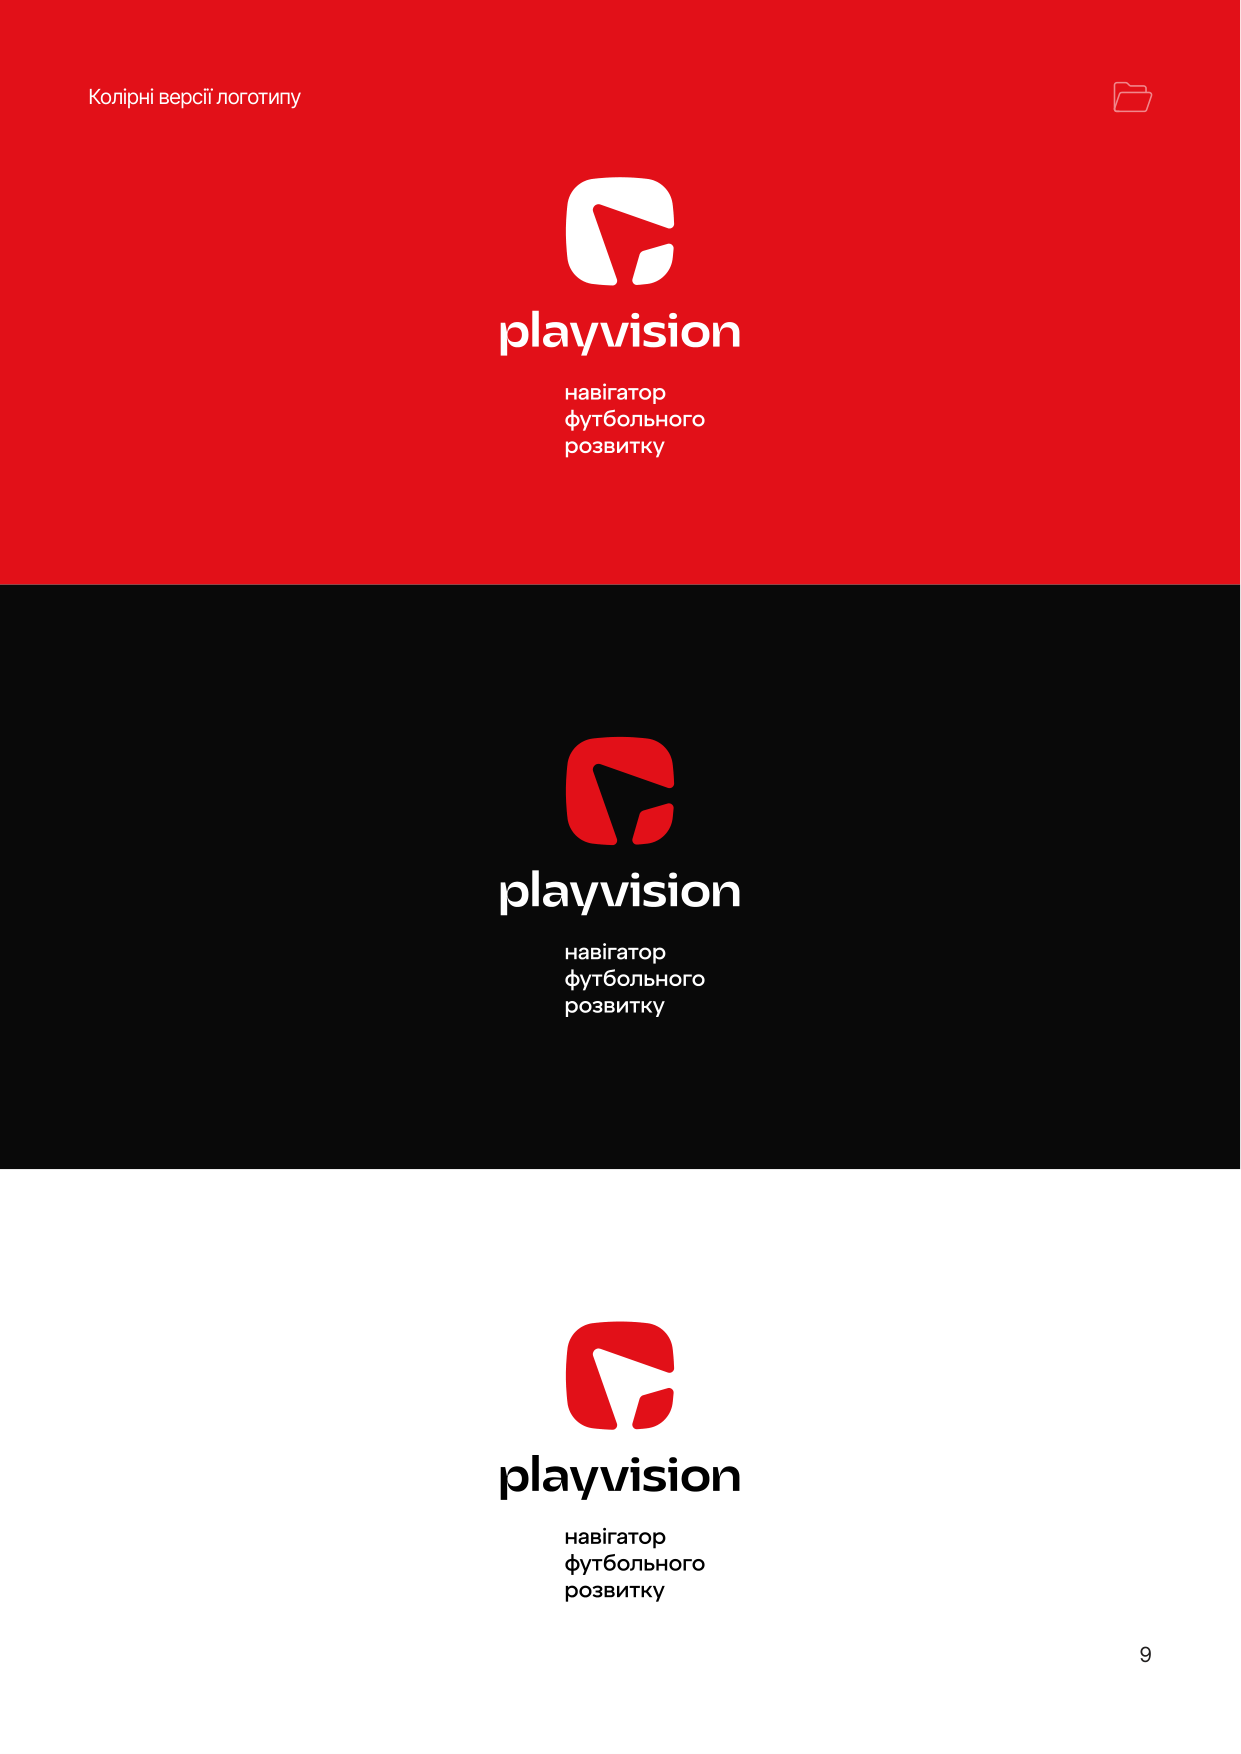 Колірні версії логотипу
playvision
навігатор
футбольного
розвитку
playvision
навігатор
футбольного
розвитку
playvision
навігатор
футбольного
розвитку
9